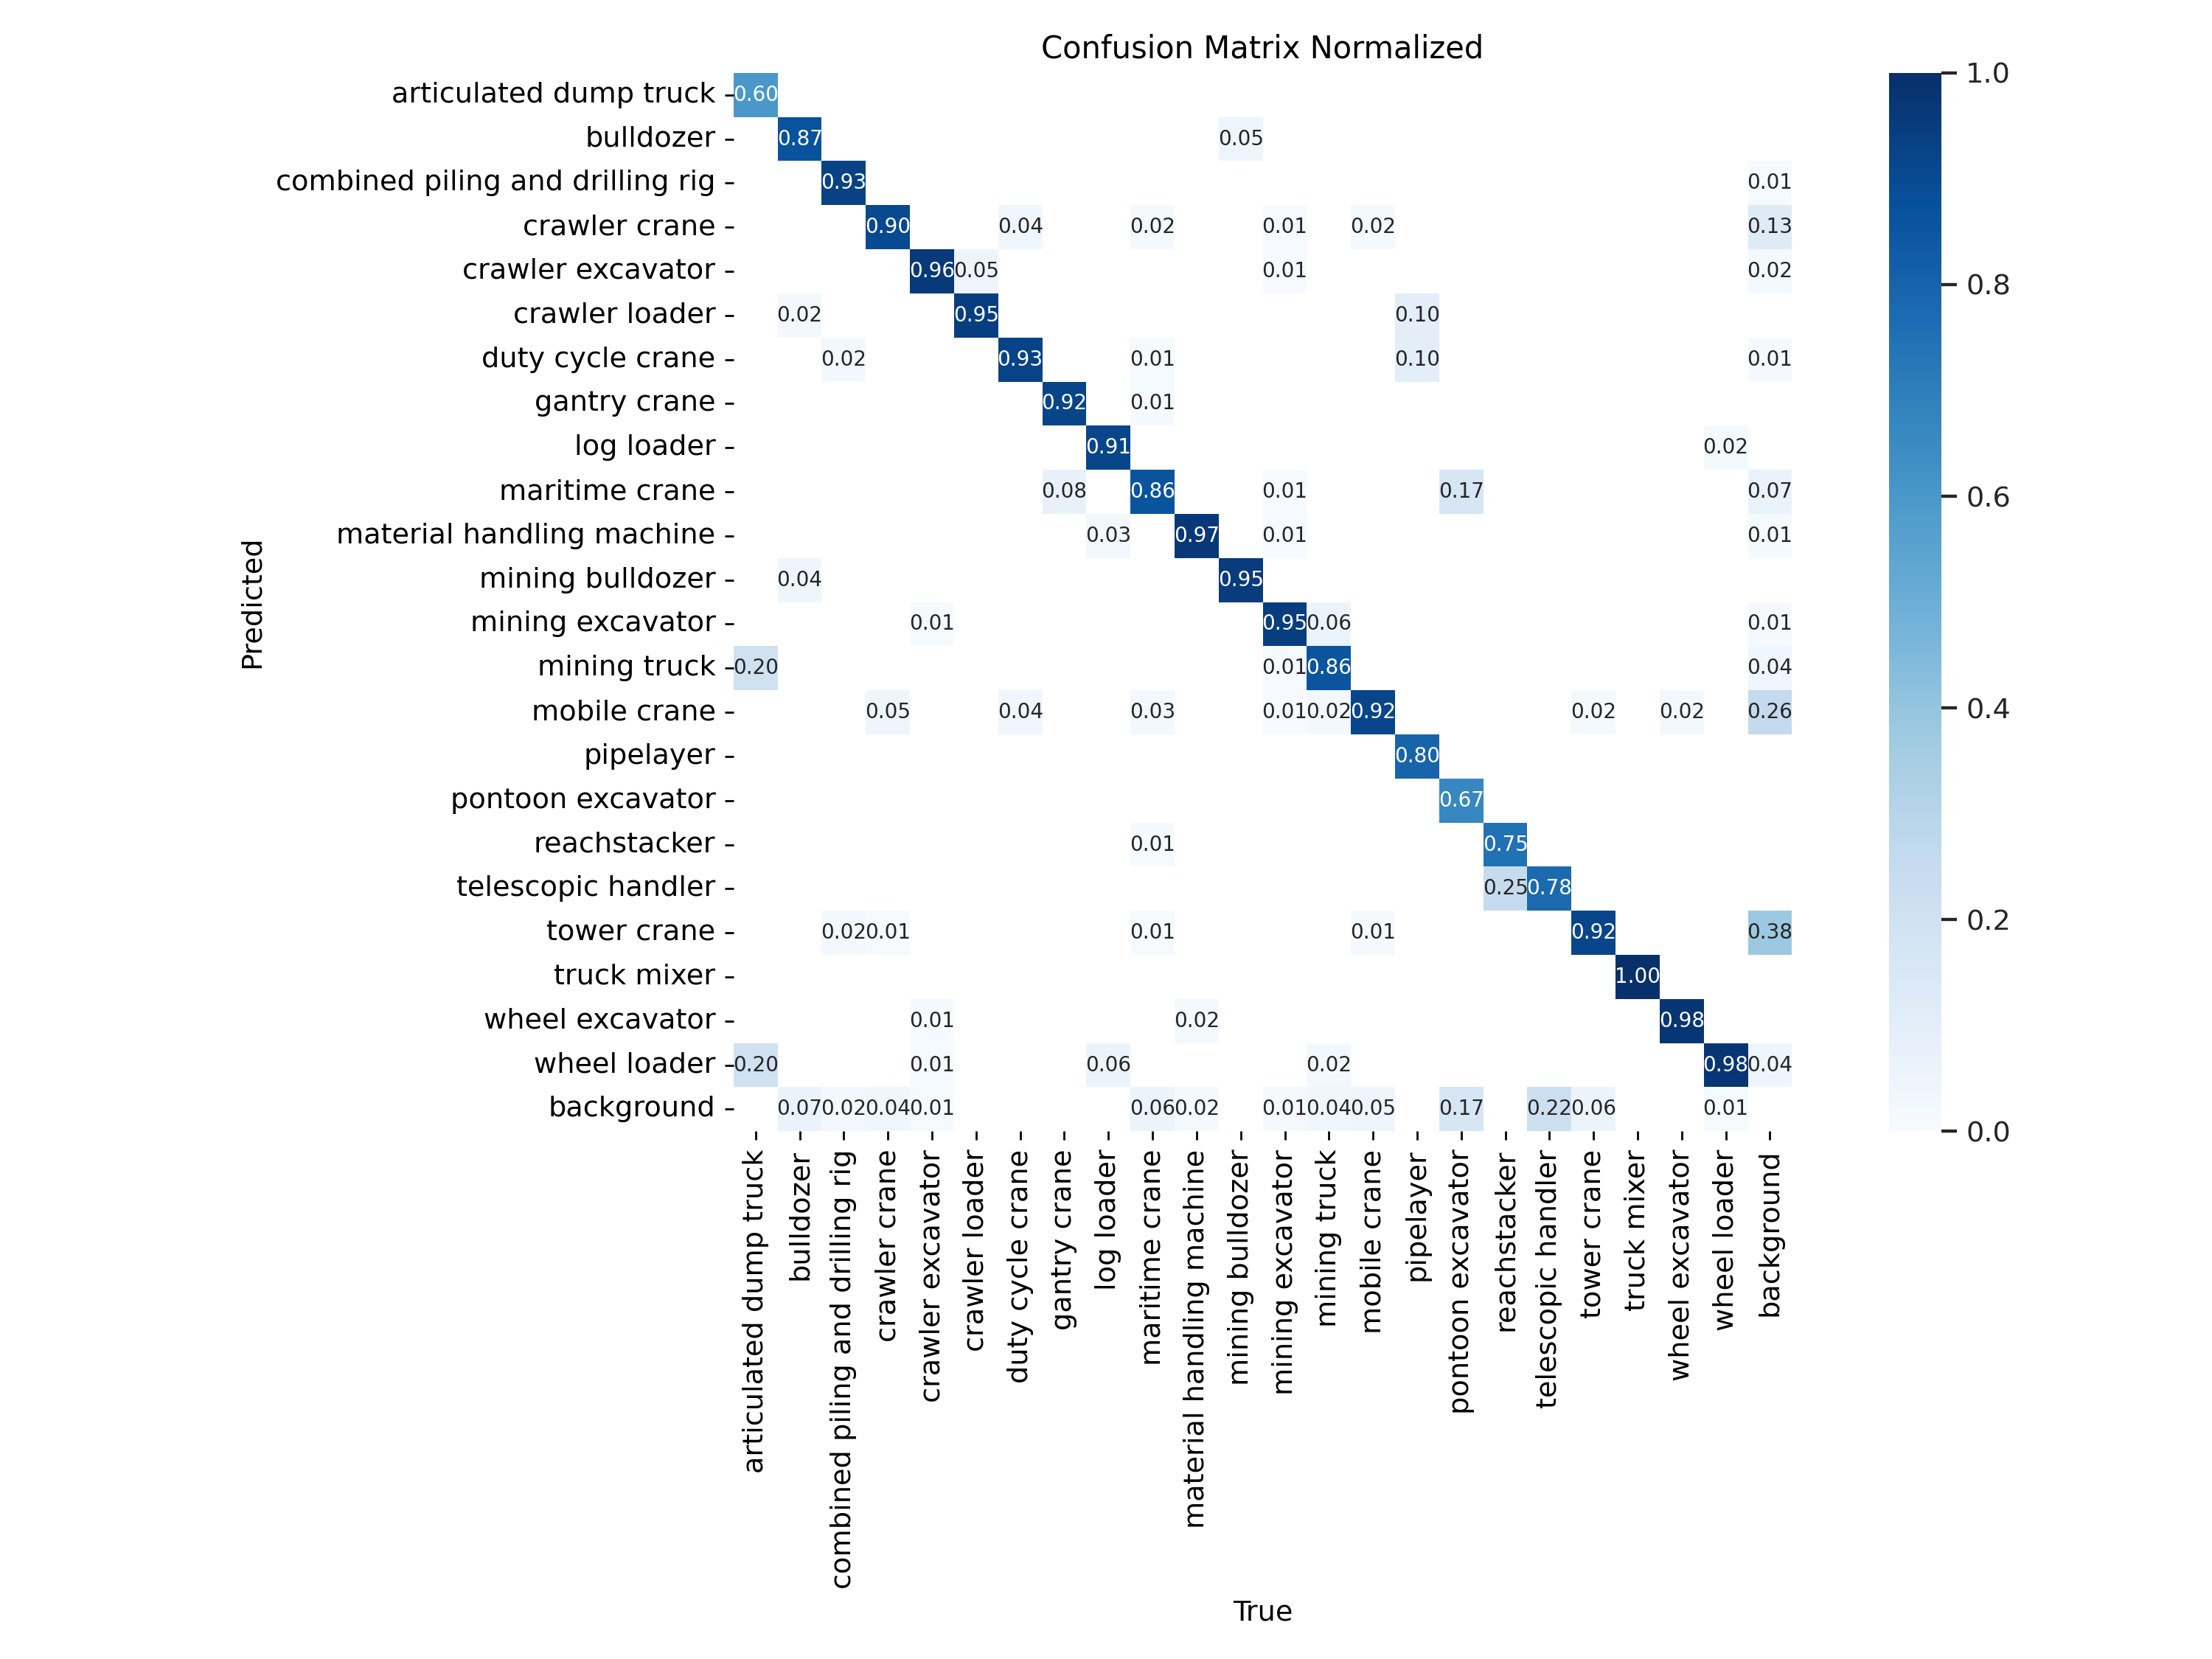 Confusion Matrix Normalized
articulated dump truck 0.60 1.0
bulldozer 0.87 0.05
combined piling and drilling rig 0.93 0.01
crawler crane 0.90 0.04 0.02 0.01 0.02 0.13
crawler excavator 0.96 0.05 0.01 0.02 0.8
crawler loader 0.02 0.95 0.10
duty cycle crane 0.02 0.93 0.01 0.10 0.01
gantry crane 0.92 0.01
log loader 0.91 0.02
maritime crane 0.08 0.86 0.01 0.17 0.07 0.6
material handling machine 0.03 0.97 0.01 0.01
mining bulldozer 0.04 0.95
mining excavator 0.01 0.95 0.06 0.01
mining truck 0.20 0.01 0.86 0.04
mobile crane 0.05 0.04 0.03 0.01 0.02 0.92 0.02 0.02 0.26 0.4
pipelayer 0.80
pontoon excavator 0.67
reachstacker 0.01 0.75
telescopic handler 0.25 0.78
tower crane 0.02 0.01 0.01 0.01 0.92 0.38 0.2
truck mixer 1.00
wheel excavator 0.01 0.02 0.98
wheel loader 0.20 0.01 0.06 0.02 0.98 0.04
background 0.07 0.02 0.04 0.01 0.06 0.02 0.01 0.04 0.05 0.17 0.22 0.06 0.01 0.0
Predicted
articulated dump truck
bulldozer
combined piling and drilling rig
crawler crane
crawler excavator
crawler loader
duty cycle crane
gantry crane
log loader
maritime crane
material handling machine
mining bulldozer
mining excavator
mining truck
mobile crane
pipelayer
pontoon excavator
reachstacker
telescopic handler
tower crane
truck mixer
wheel excavator
wheel loader
background
True